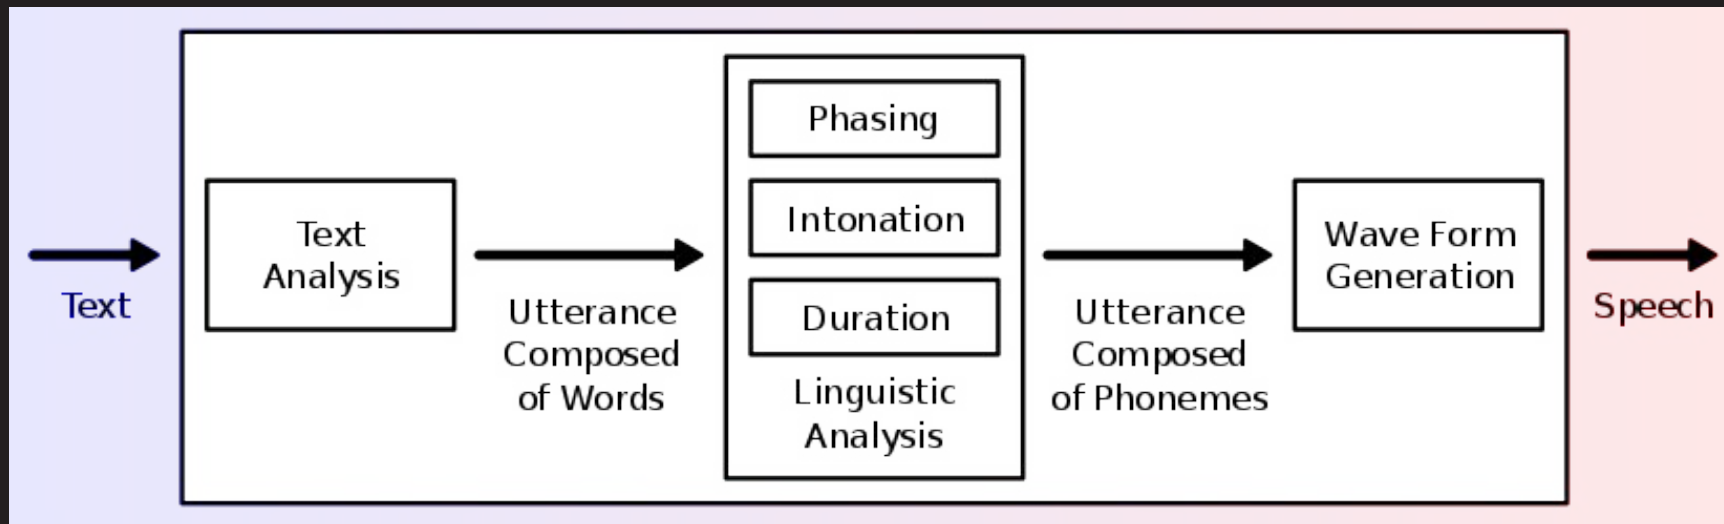 Text
Text
Analysis
Utterance
Composed
of Words
Phasing
Intonation
Duration
Linguistic
Analysis
Utterance
Composed
of Phonemes
Wave Form
Generation
Speech